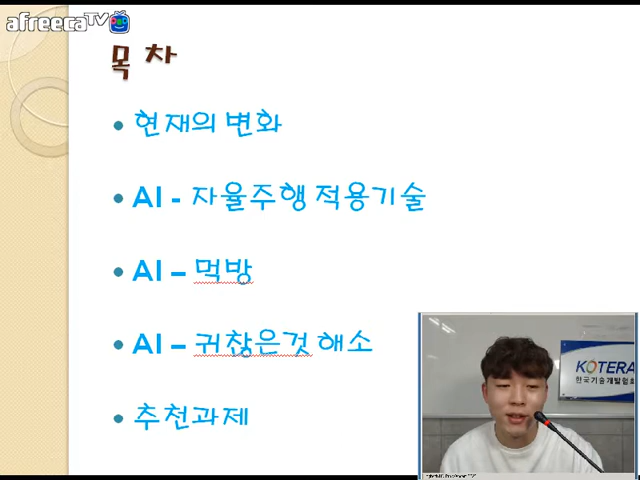 afreecaTV
목차
• 현재의 변화
• AI - 자율주행 적용기술
• AI – 먹방
• AI – 귀찮은것 해소
• 추천과제
KOTERA
한국기술개발협회